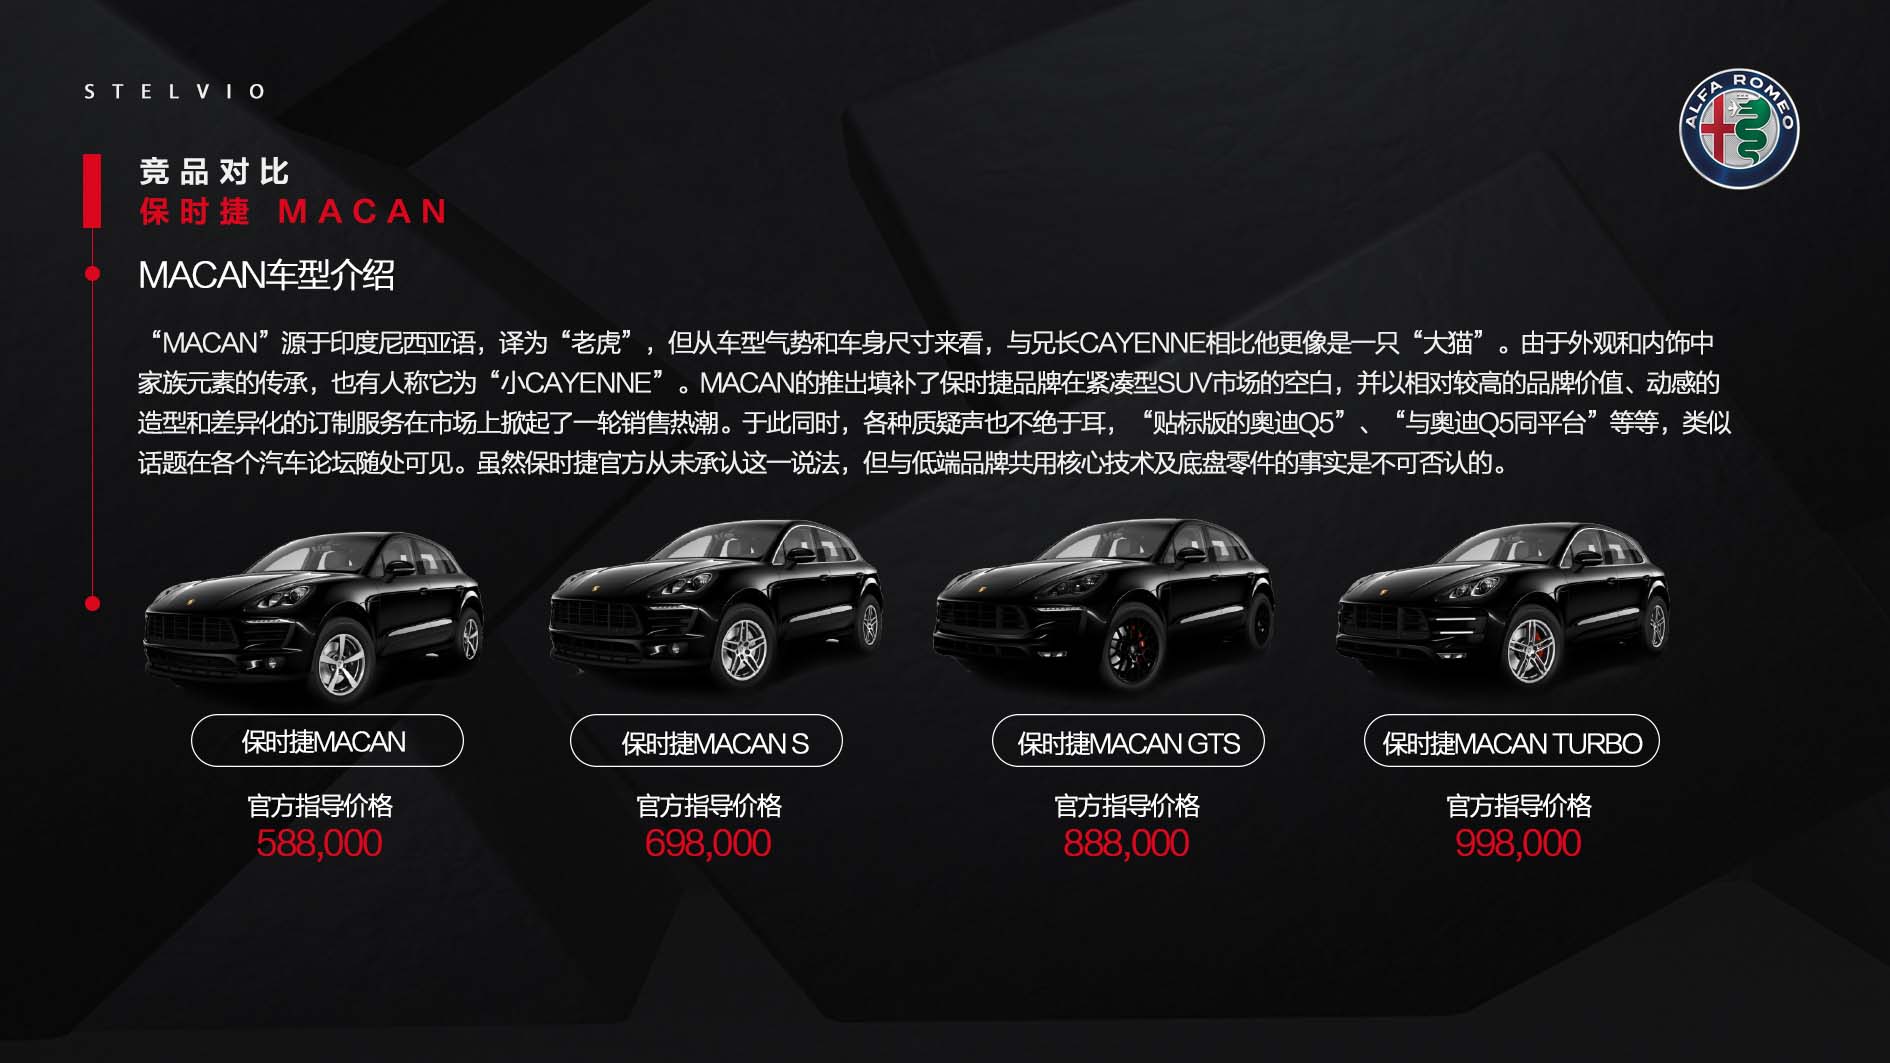 STELVIO
ALFA ROMEO
竞品对比
保时捷 MACAN
MACAN车型介绍
“MACAN”源于印度尼西亚语，译为“老虎”，但从车型气势和车身尺寸来看，与兄长CAYENNE相比他更像是一只“大猫”。由于外观和内饰中
家族元素的传承，也有人称它为“小CAYENNE”。MACAN的推出填补了保时捷品牌在紧凑型SUV市场的空白，并以相对较高的品牌价值、动感的
造型和差异化的订制服务在市场上掀起了一轮销售热潮。于此同时，各种质疑声也不绝于耳，“贴标版的奥迪Q5”、“与奥迪Q5同平台”等等，类似
话题在各个汽车论坛随处可见。虽然保时捷官方从未承认这一说法，但与低端品牌共用核心技术及底盘零件的事实是不可否认的。
保时捷MACAN
保时捷MACAN S
保时捷MACAN GTS
保时捷MACAN TURBO
官方指导价格
588,000
官方指导价格
698,000
官方指导价格
888,000
官方指导价格
998,000